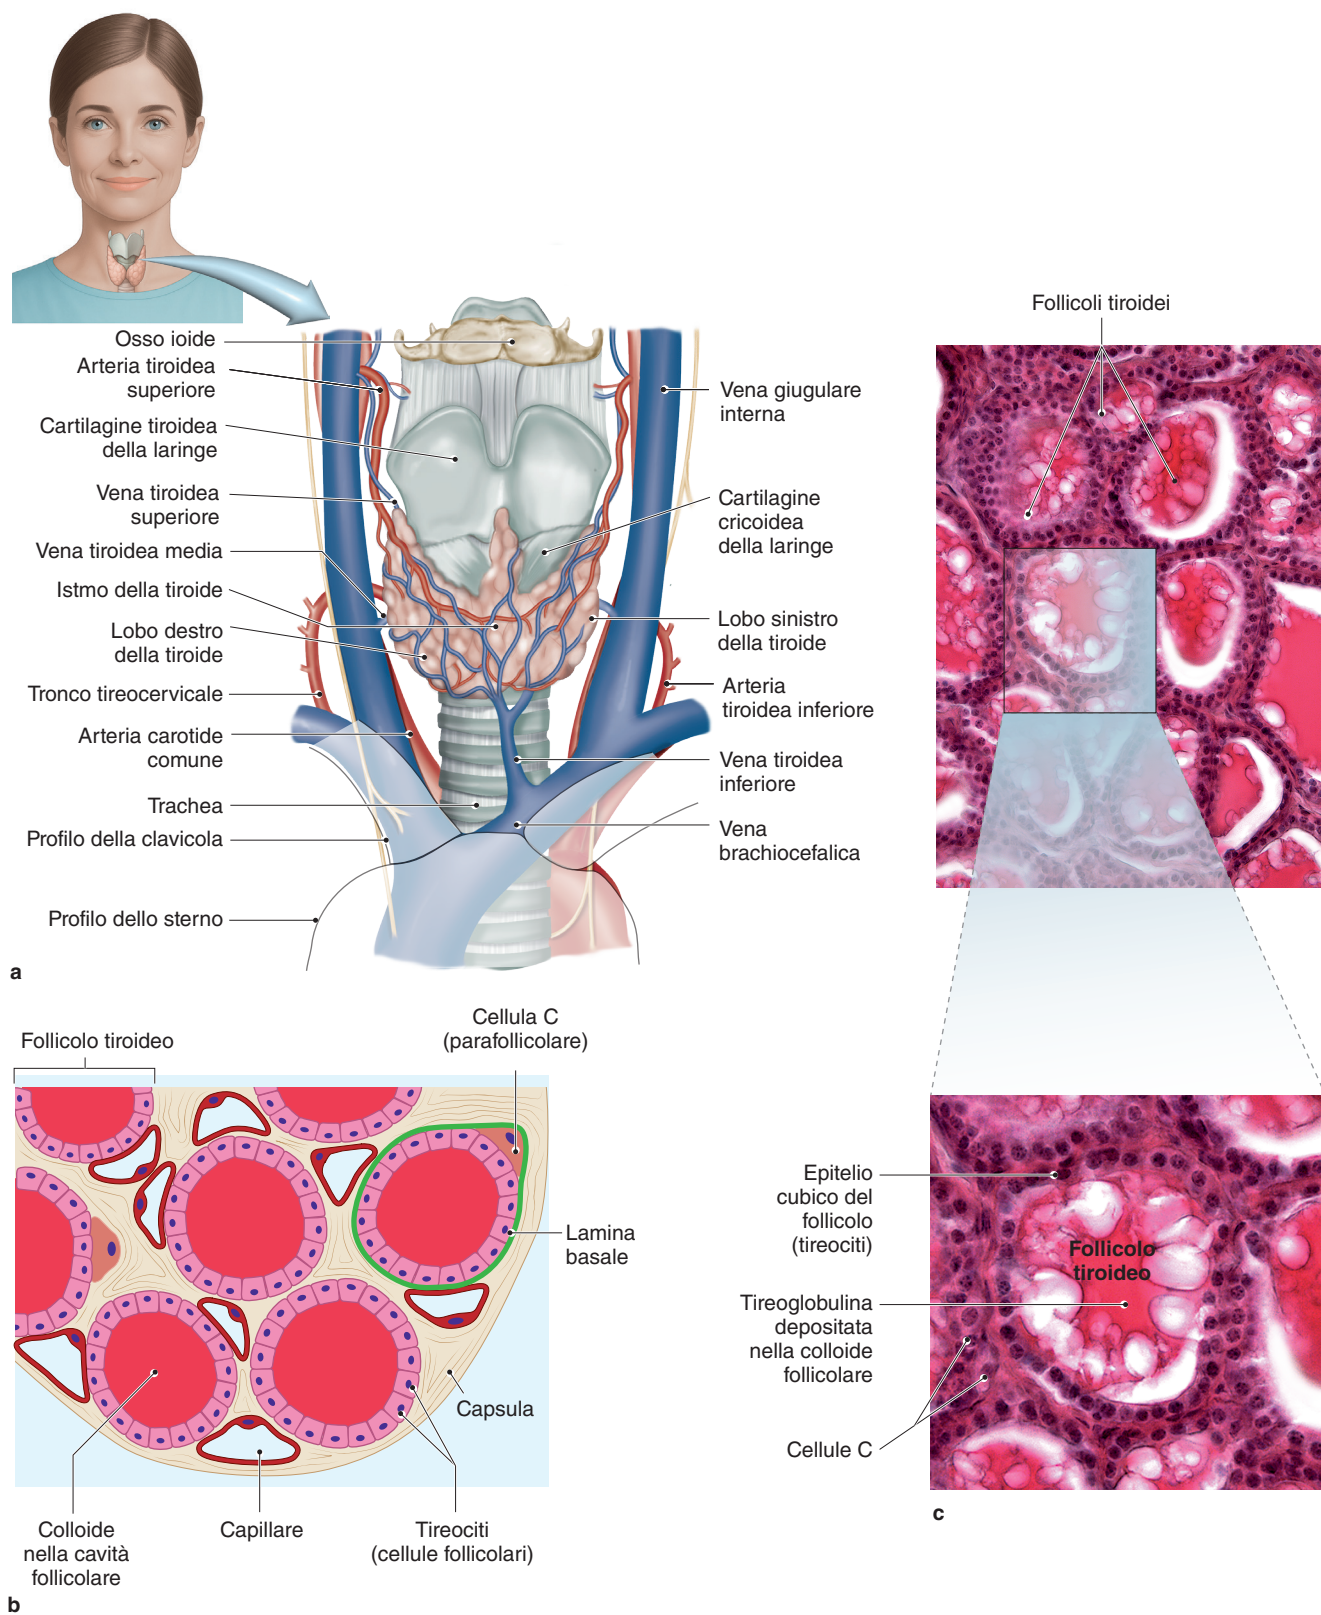 Osso ioide
Arteria tiroidea
superiore
Cartilagine tiroidea
della laringe
Vena tiroidea
superiore
Vena tiroidea media
Istmo della tiroide
Lobo destro
della tiroide
Tronco tireocervicale
Arteria carotide
comune
Trachea
Profilo della clavicola
Profilo dello sterno
Vena giugulare
interna
Cartilagine
cricoidea
della laringe
Lobo sinistro
della tiroide
Arteria
tiroidea inferiore
Vena tiroidea
inferiore
Vena
brachiocefalica
a
Follicolo tiroideo
Cellula C
(parafollicolare)
Lamina
basale
Capsula
Colloide
nella cavità
follicolare
Capillare
Tireociti
(cellule follicolari)
b
Follicoli tiroidei
Epitelio
cubico del
follicolo
(tireociti)
Follicolo
tiroideo
Tireoglobulina
depositata
nella colloide
follicolare
Cellule C
c